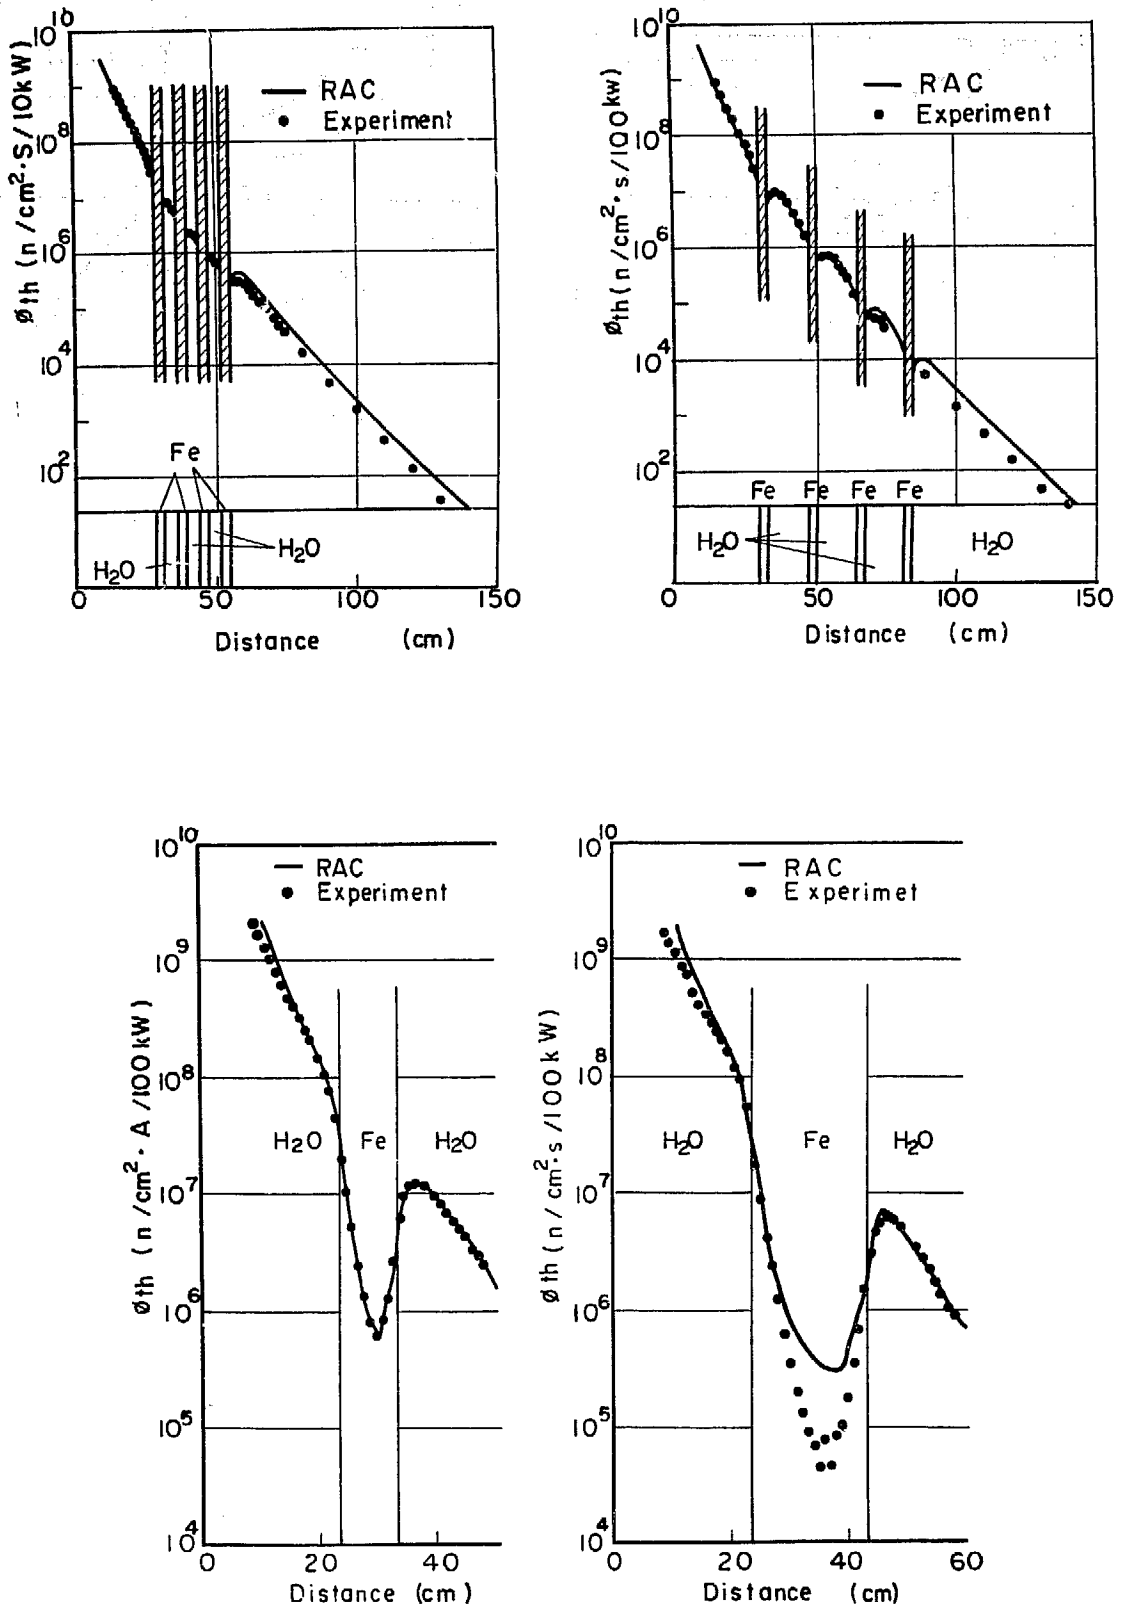 10^10
10^8
10^6
10^4
10^2
Øth (n/cm²·S/10kW)
RAC
Experiment
Fe
H₂O
H₂O
0
50
100
150
Distance (cm)
10^10
10^8
10^6
10^4
10^2
Øth (n/cm²·s/100kw)
RAC
Experiment
Fe Fe Fe Fe
H₂O
H₂O
0
50
100
150
Distance (cm)
10^10
10^9
10^8
10^7
10^6
10^5
10^4
Øth (n/cm²·A/100kW)
RAC
Experiment
H₂O Fe H₂O
0
20
40
Distance (cm)
10^10
10^9
10^8
10^7
10^6
10^5
10^4
Øth (n/cm²·s/100kW)
RAC
Experimet
H₂O Fe H₂O
0
20
40
60
Distance (cm)